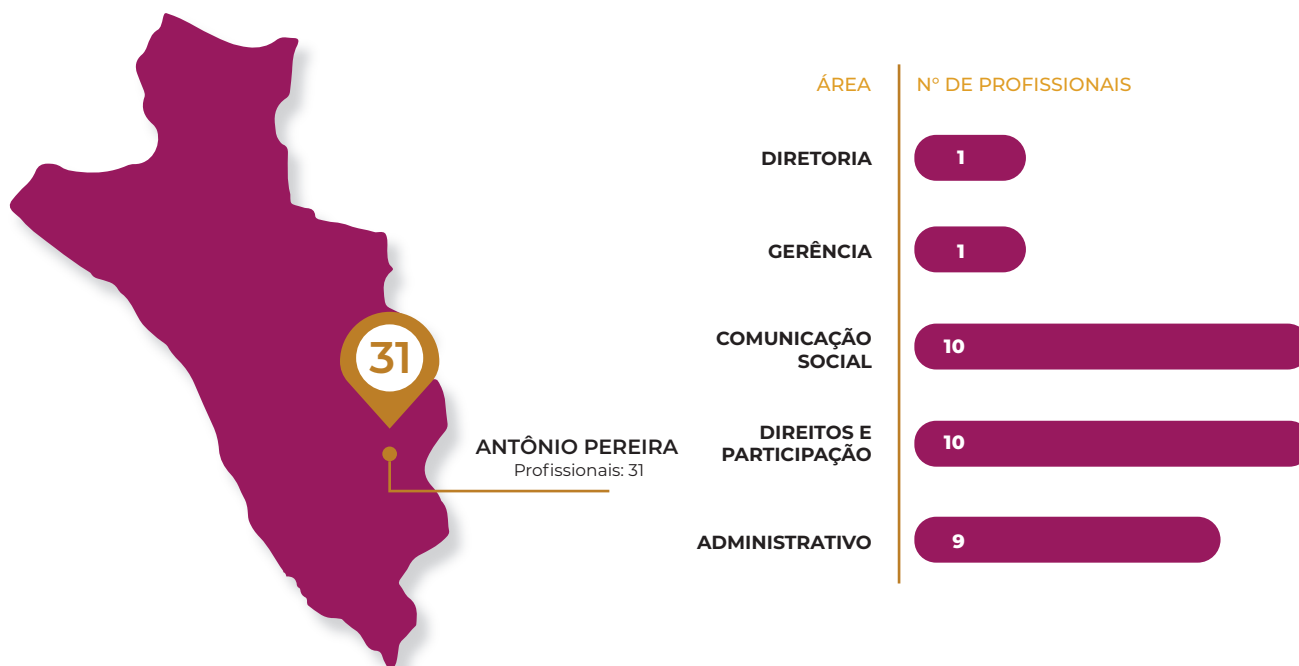 31
ANTÔNIO PEREIRA
Profissionais: 31
ÁREA
Nº DE PROFISSIONAIS
DIRETORIA
1
GERÊNCIA
1
COMUNICAÇÃO
SOCIAL
10
DIREITOS E
PARTICIPAÇÃO
10
ADMINISTRATIVO
9